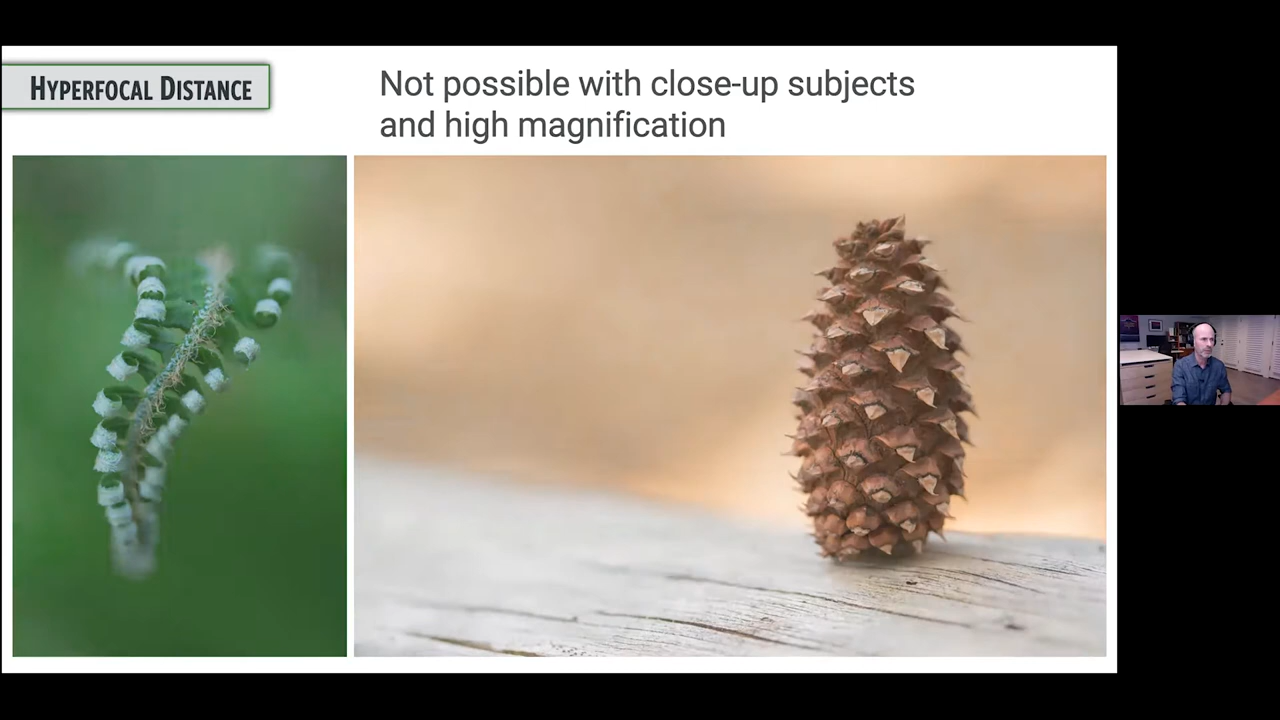 Hyperfocal Distance
Not possible with close-up subjects
and high magnification